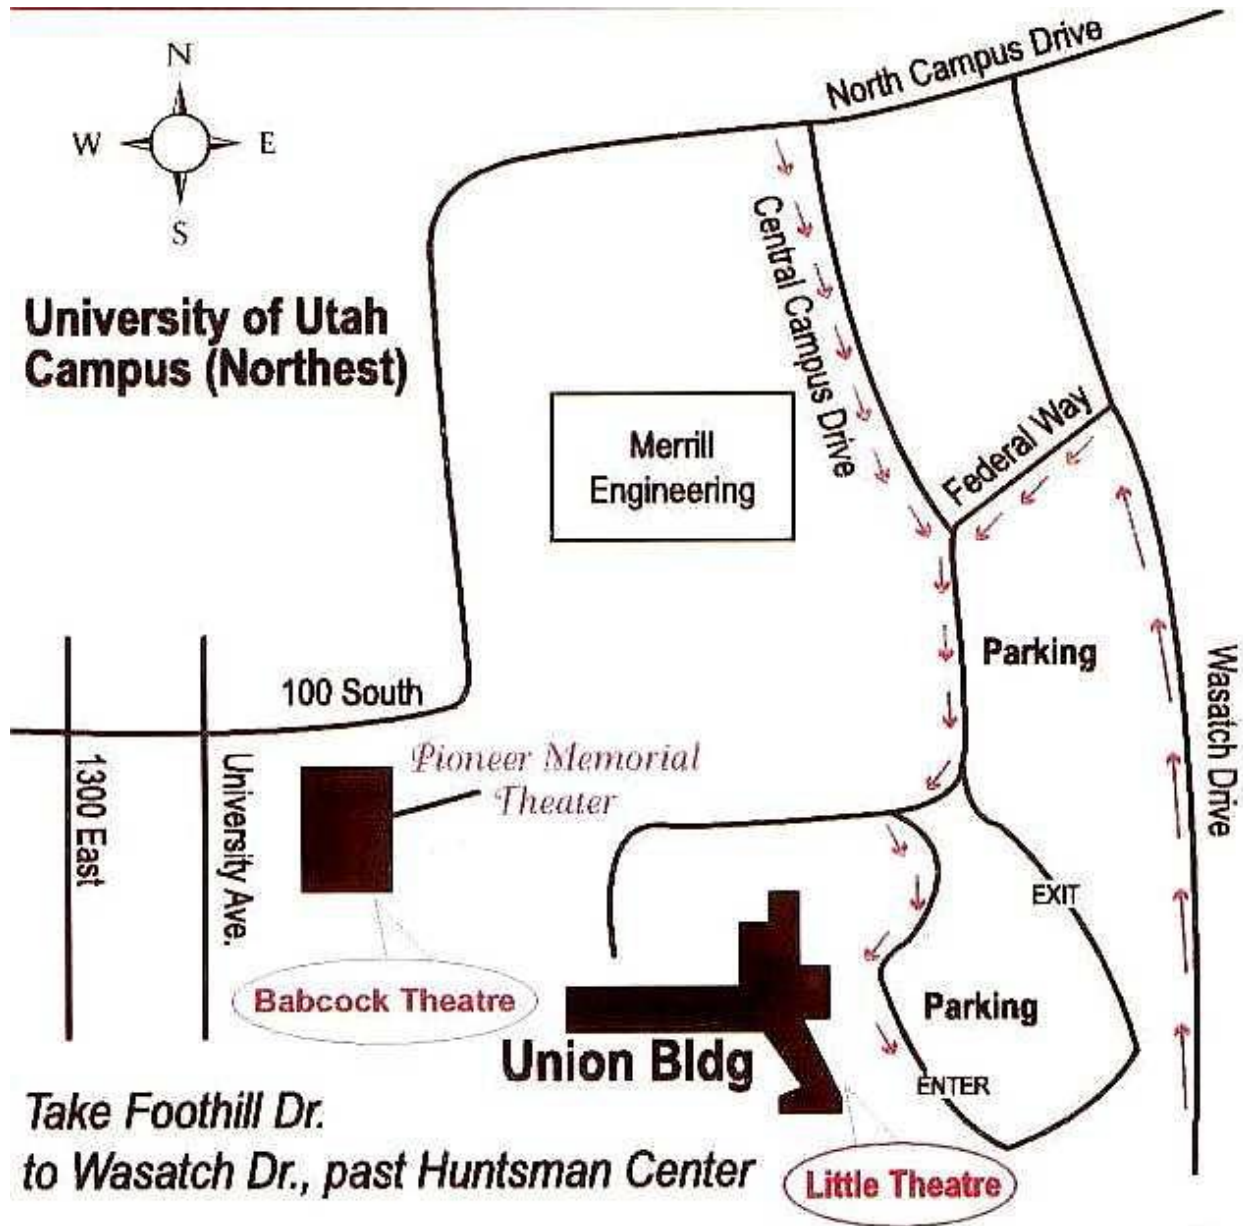 N
W E
S
University of Utah
Campus (Northest)
North Campus Drive
Central Campus Drive
Merrill
Engineering
Federal Way
Parking
Wasatch Drive
100 South
1300 East
University Ave.
Pioneer Memorial
Theater
EXIT
Babcock Theatre
Parking
Union Bldg
ENTER
Take Foothill Dr.
to Wasatch Dr., past Huntsman Center
Little Theatre